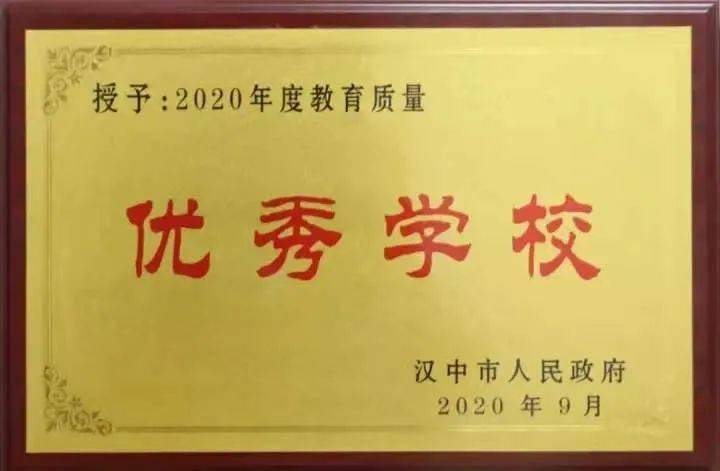 授予:2020年度教育质量
优秀学校
汉中市人民政府
2020 年 9 月